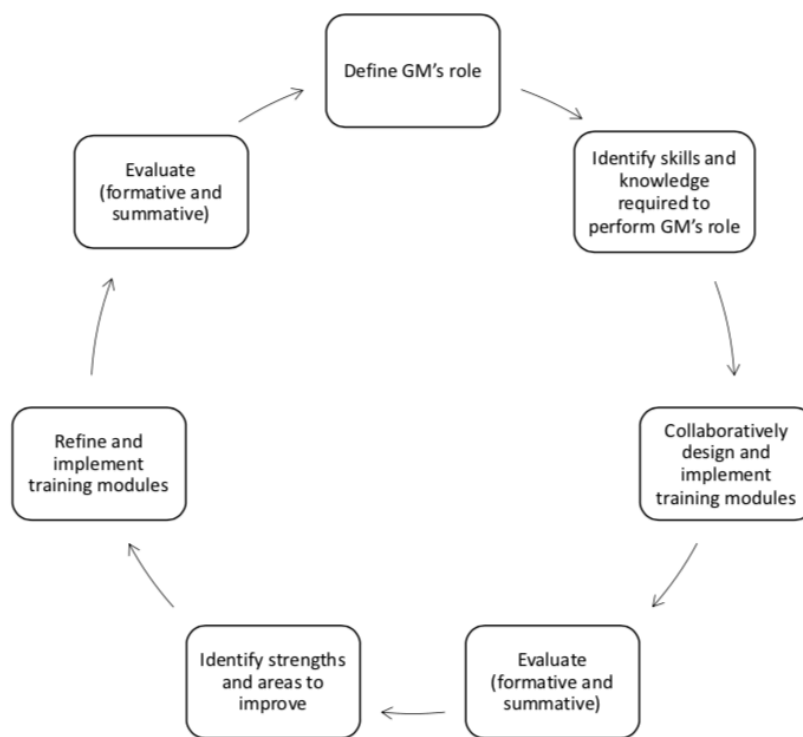 Define GM’s role
Identify skills and
knowledge
required to
perform GM’s role
Collaboratively
design and
implement
training modules
Evaluate
(formative and
summative)
Identify strengths
and areas to
improve
Refine and
implement
training modules
Evaluate
(formative and
summative)